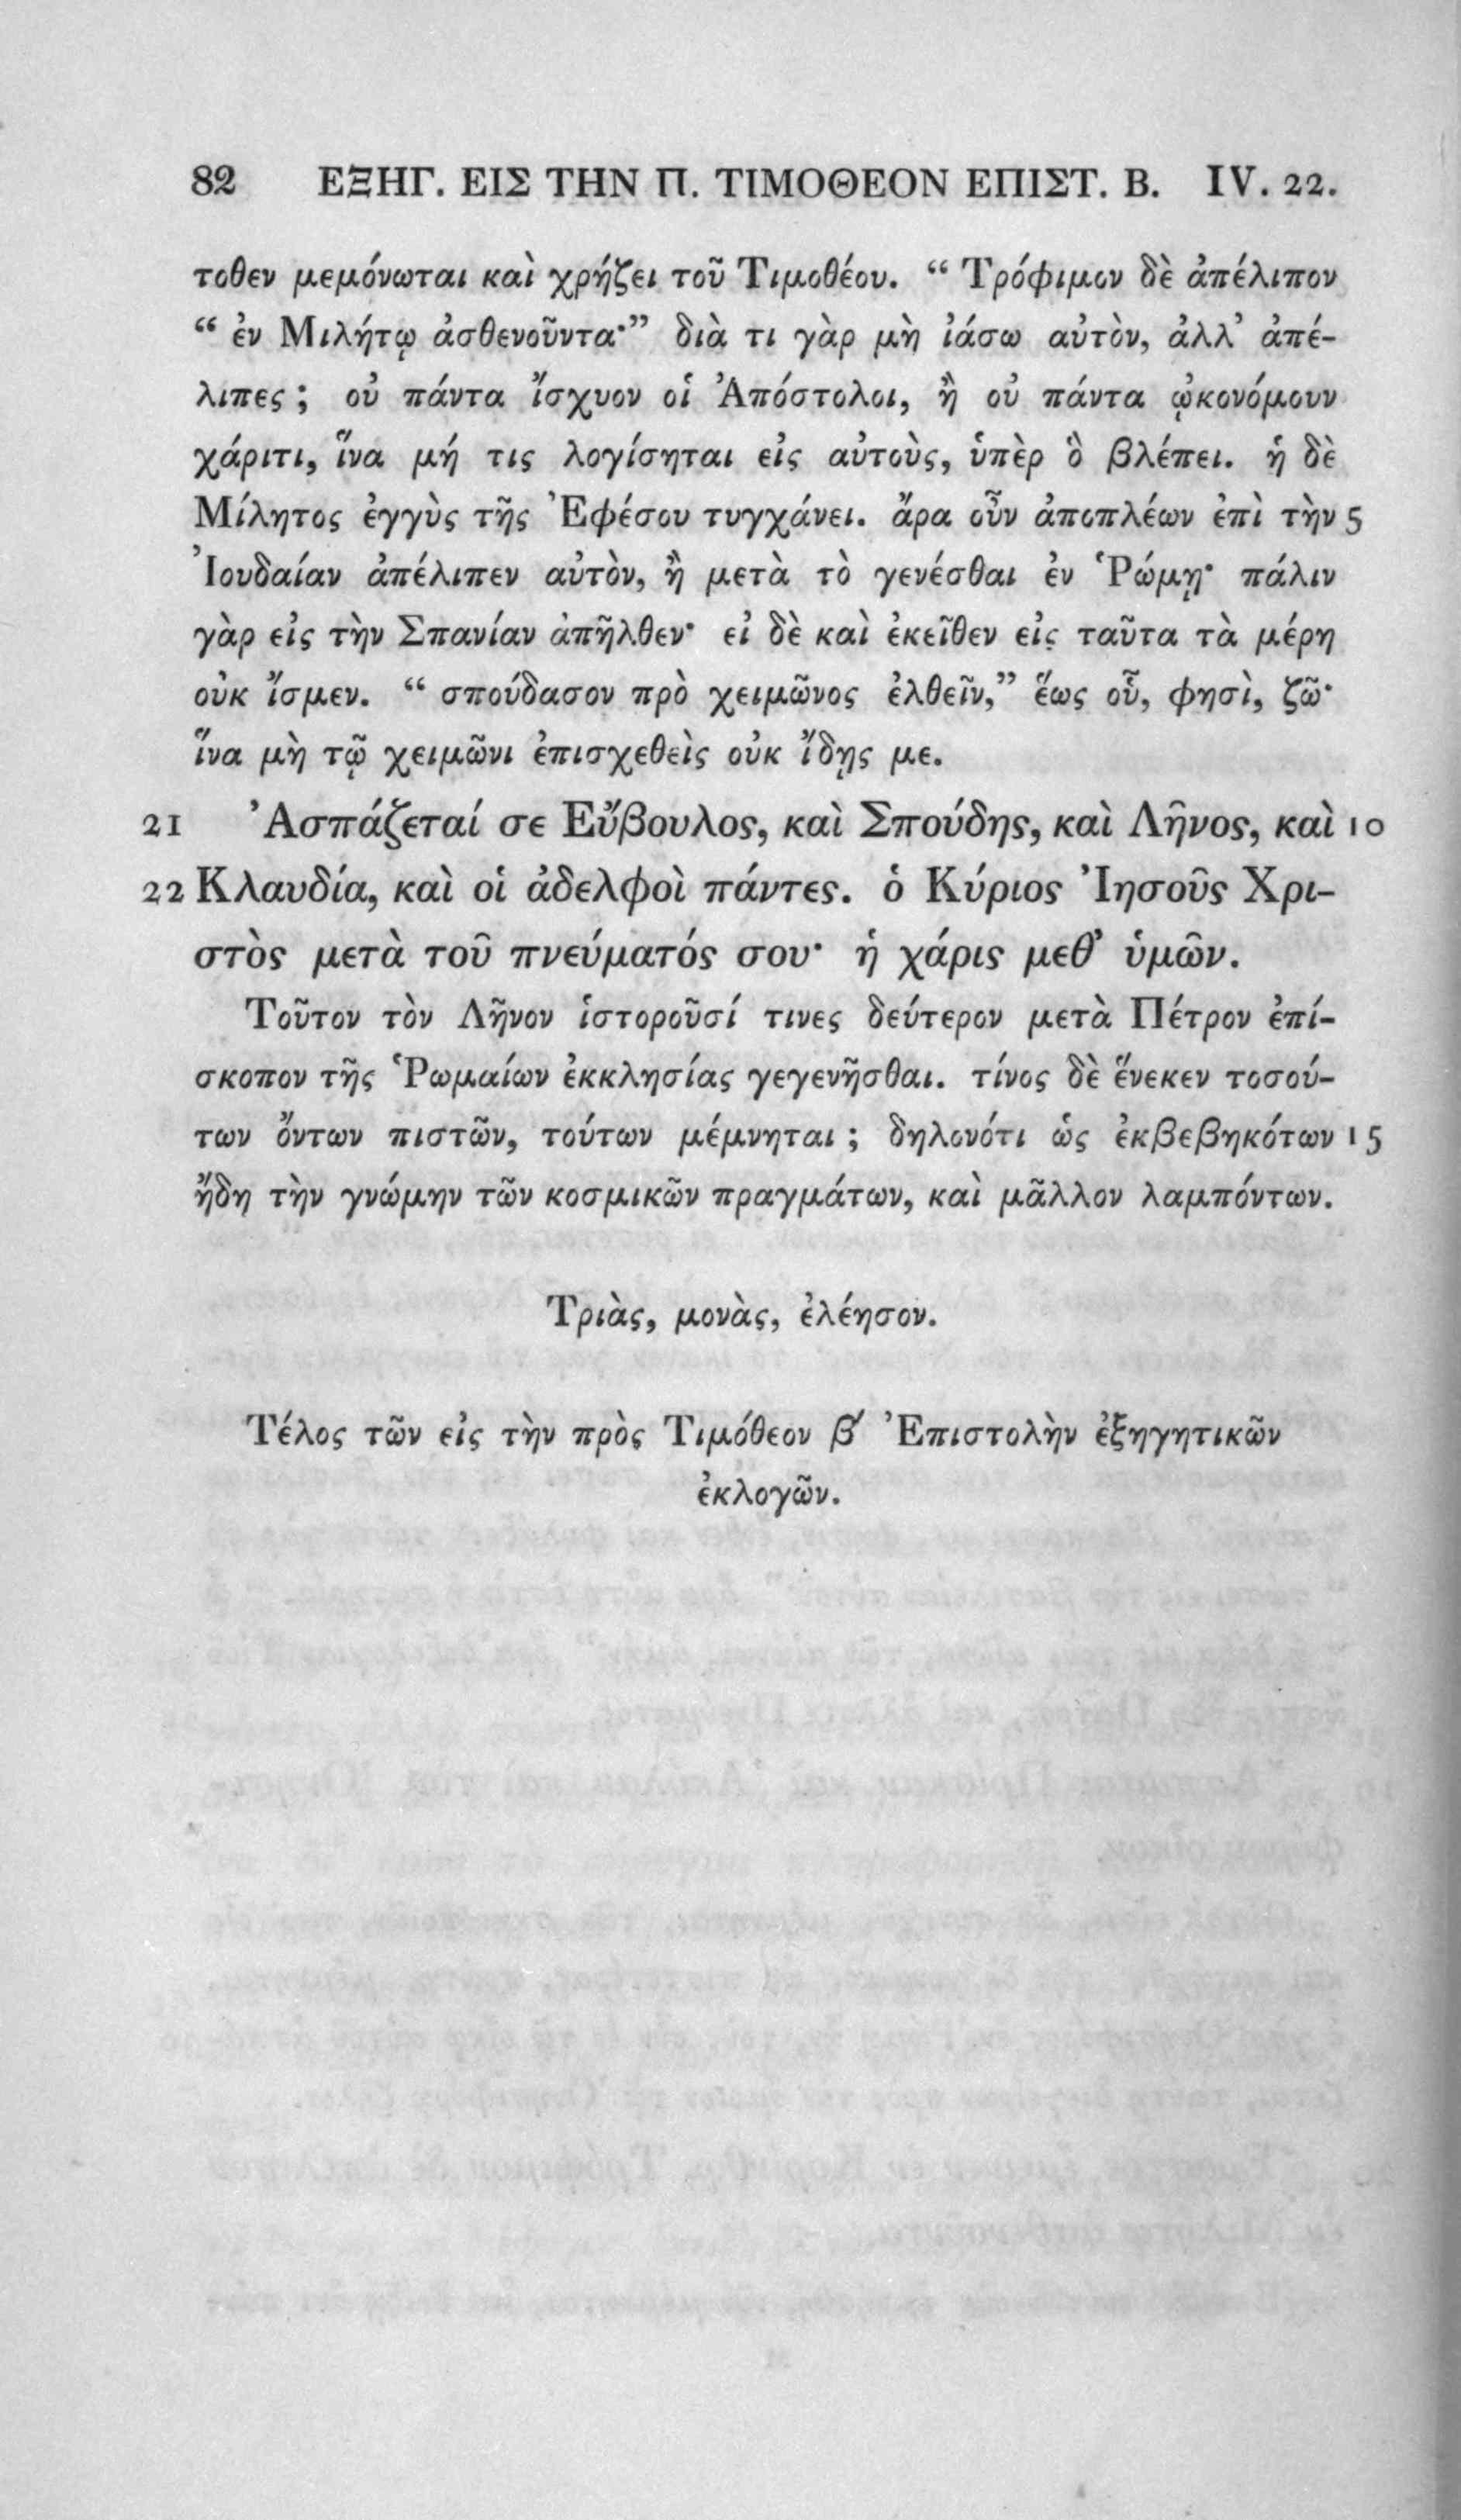 82 ΕΞΗΓ. ΕΙΣ ΤΗΝ Π. ΤΙΜΟΘΕΟΝ ΕΠΙΣΤ. Β. IV. 22.
τοθεν μεμόνωται καὶ χρήζει τοῦ Τιμοθέου. “ Τρόφιμον δὲ ἀπέλιπον
“ ἐν Μιλήτῳ ἀσθενοῦντα·” διὰ τι γὰρ μὴ ἰάσω αὐτὸν, ἀλλ’ ἀπέ-
λιπες ; οὐ πάντα ἴσχυον οἱ Ἀπόστολοι, ἢ οὐ πάντα ᾠκονόμουν
χάριτι, ἵνα μή τις λογίσηται εἰς αὐτοὺς, ὑπὲρ ὃ βλέπει. ἡ δὲ
Μίλητος ἐγγὺς τῆς Ἐφέσου τυγχάνει. ἄρα οὖν ἀποπλέων ἐπὶ τὴν 5
Ἰουδαίαν ἀπέλιπεν αὐτὸν, ἢ μετὰ τὸ γενέσθαι ἐν Ῥώμῃ· πάλιν
γὰρ εἰς τὴν Σπανίαν ἀπῆλθεν· εἰ δὲ καὶ ἐκεῖθεν εἰς ταῦτα τὰ μέρη
οὐκ ἴσμεν. “ σπούδασον πρὸ χειμῶνος ἐλθεῖν,” ἕως οὗ, φησὶ, ζῶ·
ἵνα μὴ τῷ χειμῶνι ἐπισχεθεὶς οὐκ ἴδῃς με.
21 Ἀσπάζεταί σε Εὔβουλος, καὶ Σπούδης, καὶ Λῆνος, καὶ 10
22 Κλαυδία, καὶ οἱ ἀδελφοὶ πάντες. ὁ Κύριος Ἰησοῦς Χρι-
στὸς μετὰ τοῦ πνεύματός σου· ἡ χάρις μεθ’ ὑμῶν.
Τοῦτον τὸν Λῆνον ἱστοροῦσί τινες δεύτερον μετὰ Πέτρον ἐπί-
σκοπον τῆς Ῥωμαίων ἐκκλησίας γεγενῆσθαι. τίνος δὲ ἕνεκεν τοσού-
των ὄντων πιστῶν, τούτων μέμνηται ; δηλονότι ὡς ἐκβεβηκότων 15
ἤδη τὴν γνώμην τῶν κοσμικῶν πραγμάτων, καὶ μᾶλλον λαμπόντων.
Τριὰς, μονὰς, ἐλέησον.
Τέλος τῶν εἰς τὴν πρὸς Τιμόθεον β′ Ἐπιστολὴν ἐξηγητικῶν
ἐκλογῶν.